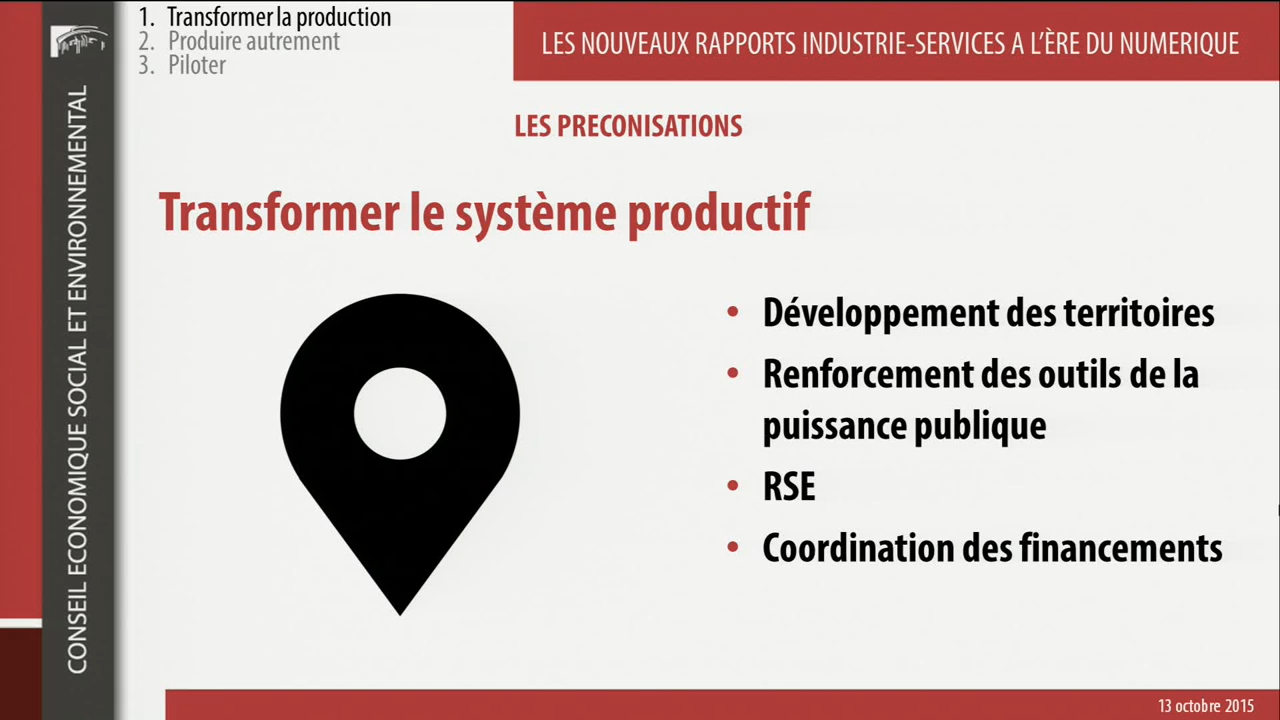 1. Transformer la production
2. Produire autrement
3. Piloter
LES NOUVEAUX RAPPORTS INDUSTRIE-SERVICES A L'ÈRE DU NUMERIQUE
CONSEIL ECONOMIQUE SOCIAL ET ENVIRONNEMENTAL
LES PRECONISATIONS
Transformer le système productif
• Développement des territoires
• Renforcement des outils de la
puissance publique
• RSE
• Coordination des financements
13 octobre 2015